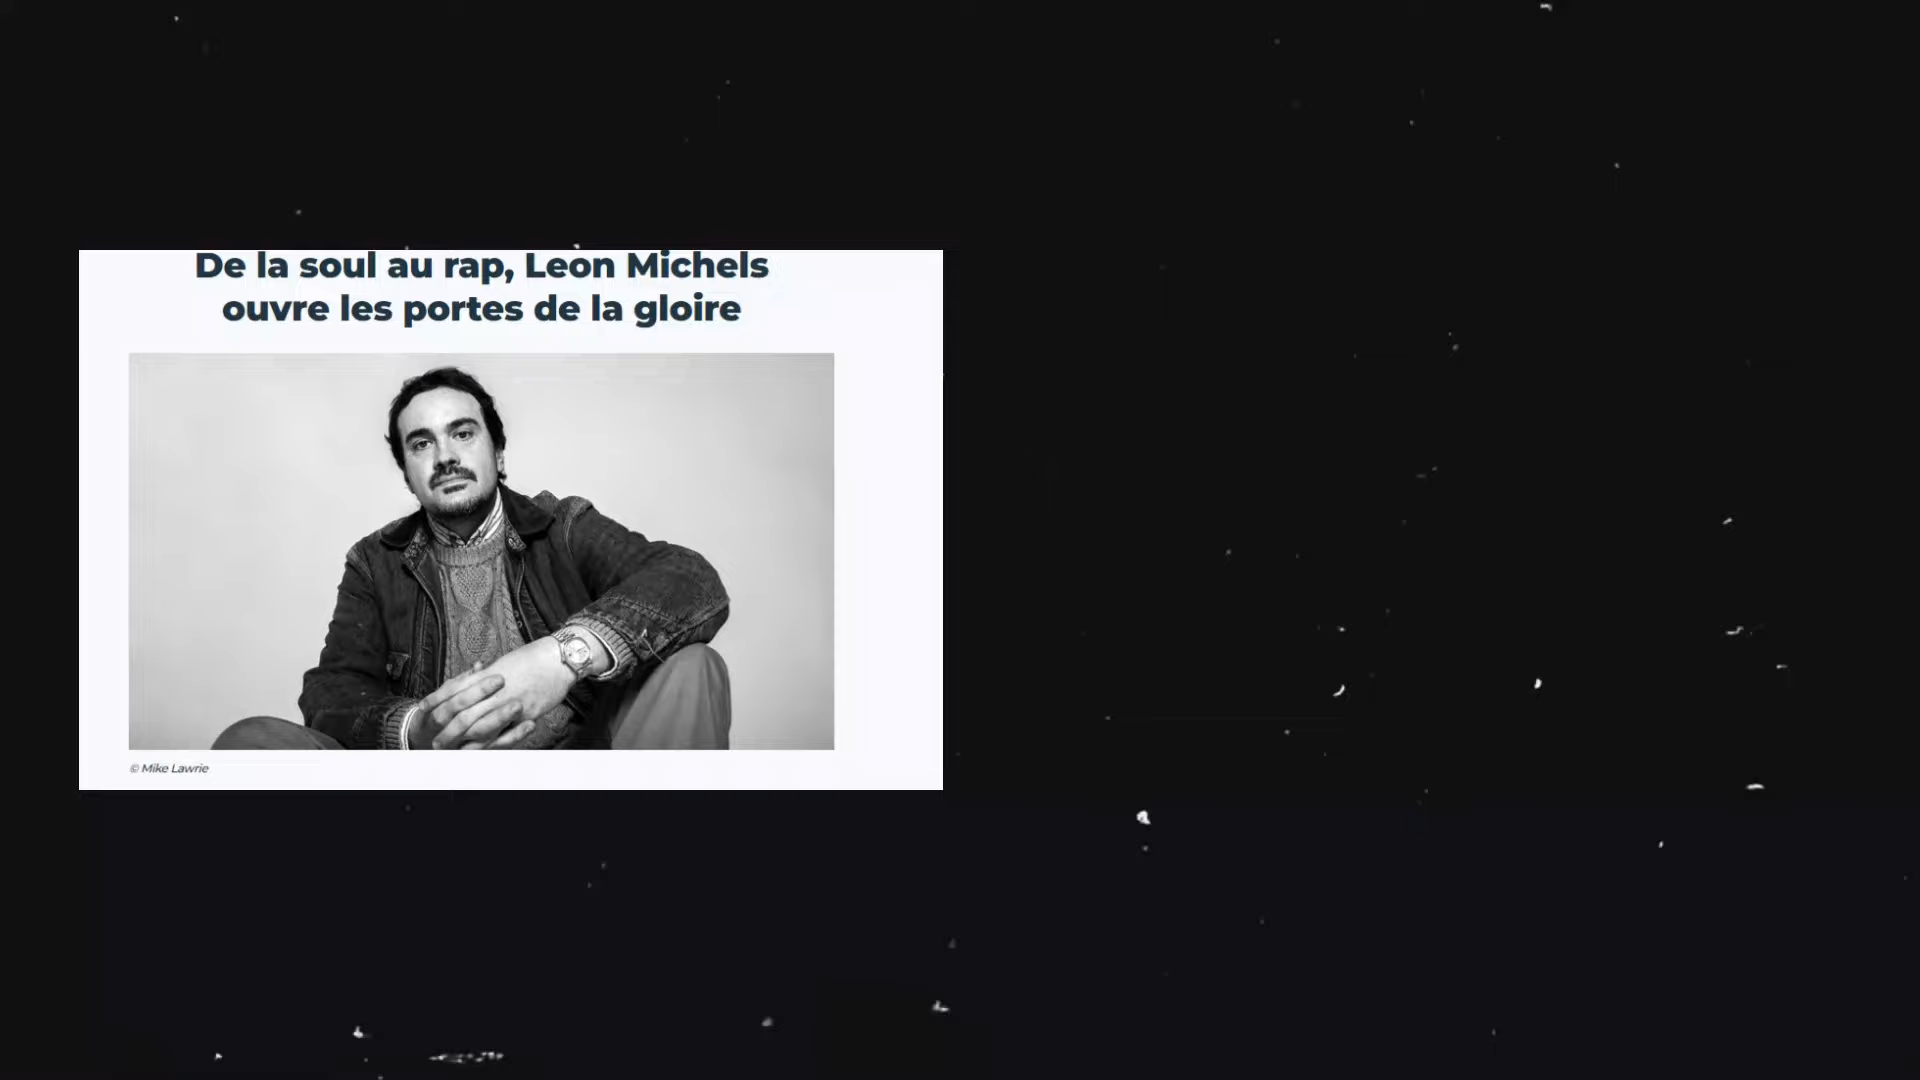 De la soul au rap, Leon Michels
ouvre les portes de la gloire
© Mike Lawrie